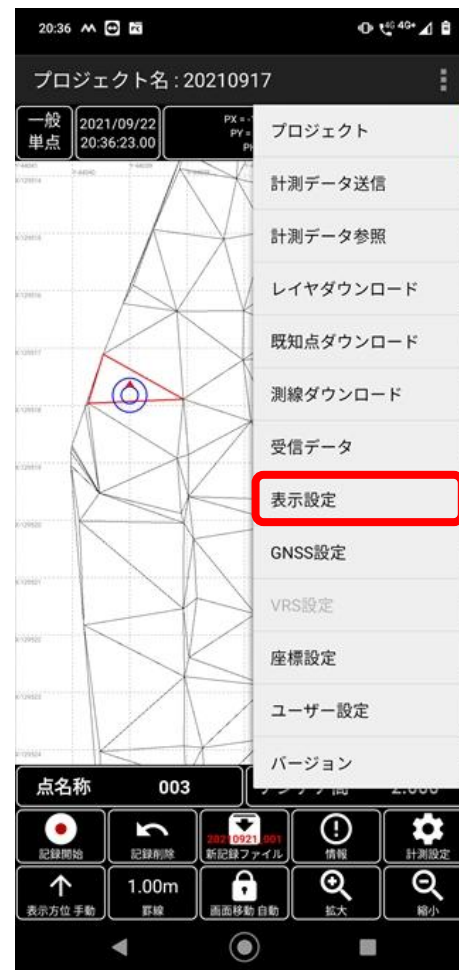 20:36
4G 4G+
プロジェクト名 : 20210917
一般
単点
2021/09/22
20:36:23.00
PX = -
PY =
プロジェクト
計測データ送信
計測データ参照
レイヤダウンロード
既知点ダウンロード
測線ダウンロード
受信データ
表示設定
GNSS設定
VRS設定
座標設定
ユーザー設定
バージョン
点名称 003
記録開始
記録削除
20210921_001
新記録ファイル
情報
計測設定
表示方位 手動
1.00m
罫線
画面移動 自動
拡大
縮小